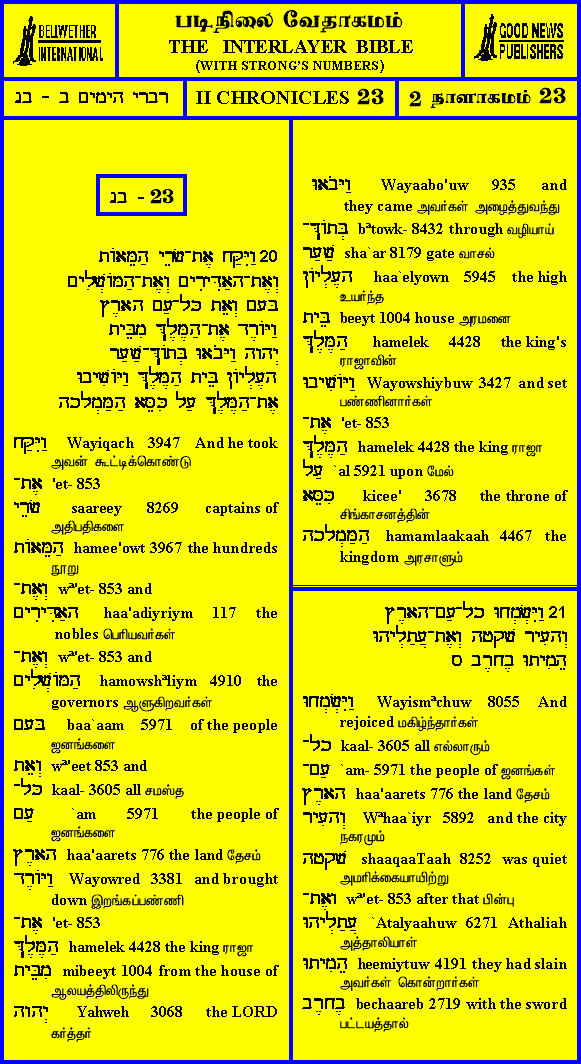 BELLWETHER
INTERNATIONAL
படிநிலை வேதாகமம்
THE INTERLAYER BIBLE
(WITH STRONG'S NUMBERS)
GOOD NEWS
PUBLISHERS
דברי הימים ב - בג
II CHRONICLES 23
2 நாளாகமம் 23
בג - 23
20 וַיִּקַּח אֶת־שָׂרֵי הַמֵּאוֹת
וְאֶת־הָאַדִּירִים וְאֶת־הַמּוֹשְׁלִים
בָּעָם וְאֵת כָּל־עַם הָאָרֶץ
וַיּוֹרֶד אֶת־הַמֶּלֶךְ מִבֵּית
יְהוָה וַיָּבֹאוּ בְּתוֹךְ־שַׁעַר
הָעֶלְיוֹן בֵּית הַמֶּלֶךְ וַיּוֹשִׁיבוּ
אֶת־הַמֶּלֶךְ עַל כִּסֵּא הַמַּמְלָכָה
וַיִּקַּח Wayiqach 3947 And he took
அவன் கூட்டிக்கொண்டு
אֶת־ 'et- 853
שָׂרֵי saareey 8269 captains of
அதிபதிகளை
הַמֵּאוֹת hamee'owt 3967 the hundreds
நூறு
וְאֶת־ wª'et- 853 and
הָאַדִּירִים haa'adiyriym 117 the
nobles பெரியவர்கள்
וְאֶת־ wª'et- 853 and
הַמּוֹשְׁלִים hamowshªliym 4910 the
governors ஆளுகிறவர்கள்
בָּעָם baa`aam 5971 of the people
ஜனங்களை
וְאֵת wª'eet 853 and
כָּל־ kaal- 3605 all சமஸ்த
עַם `am 5971 the people of
ஜனங்களை
הָאָרֶץ haa'aarets 776 the land தேசம்
וַיּוֹרֶד Wayowred 3381 and brought
down இறங்கப்பண்ணி
אֶת־ 'et- 853
הַמֶּלֶךְ hamelek 4428 the king ராஜா
מִבֵּית mibeeyt 1004 from the house of
ஆலயத்திலிருந்து
יְהוָה Yahweh 3068 the LORD
கர்த்தர்
וַיָּבֹאוּ Wayaabo'uw 935 and
they came அவர்கள் அழைத்துவந்து
בְּתוֹךְ־ bªtowk- 8432 through வழியாய்
שַׁעַר sha`ar 8179 gate வாசல்
הָעֶלְיוֹן haa`elyown 5945 the high
உயர்ந்த
בֵּית beeyt 1004 house அரமனை
הַמֶּלֶךְ hamelek 4428 the king's
ராஜாவின்
וַיּוֹשִׁיבוּ Wayowshiybuw 3427 and set
பண்ணினார்கள்
אֶת־ 'et- 853
הַמֶּלֶךְ hamelek 4428 the king ராஜா
עַל `al 5921 upon மேல்
כִּסֵּא kicee' 3678 the throne of
சிங்காசனத்தின்
הַמַּמְלָכָה hamamlaakaah 4467 the
kingdom அரசாளும்
21 וַיִּשְׂמְחוּ כָל־עַם־הָאָרֶץ
וְהָעִיר שָׁקָטָה וְאֶת־עֲתַלְיָהוּ
הֵמִיתוּ בֶחָרֶב ס
וַיִּשְׂמְחוּ Wayismªchuw 8055 And
rejoiced மகிழ்ந்தார்கள்
כָל־ kaal- 3605 all எல்லாரும்
עַם־ `am- 5971 the people of ஜனங்கள்
הָאָרֶץ haa'aarets 776 the land தேசம்
וְהָעִיר Wªhaa`iyr 5892 and the city
நகரமும்
שָׁקָטָה shaaqaaTaah 8252 was quiet
அமரிக்கையாயிற்று
וְאֶת־ wª'et- 853 after that பின்பு
עֲתַלְיָהוּ `Atalyaahuw 6271 Athaliah
அத்தாலியாள்
הֵמִיתוּ heemiytuw 4191 they had slain
அவர்கள் கொன்றார்கள்
בֶחָרֶב bechaareb 2719 with the sword
பட்டயத்தால்